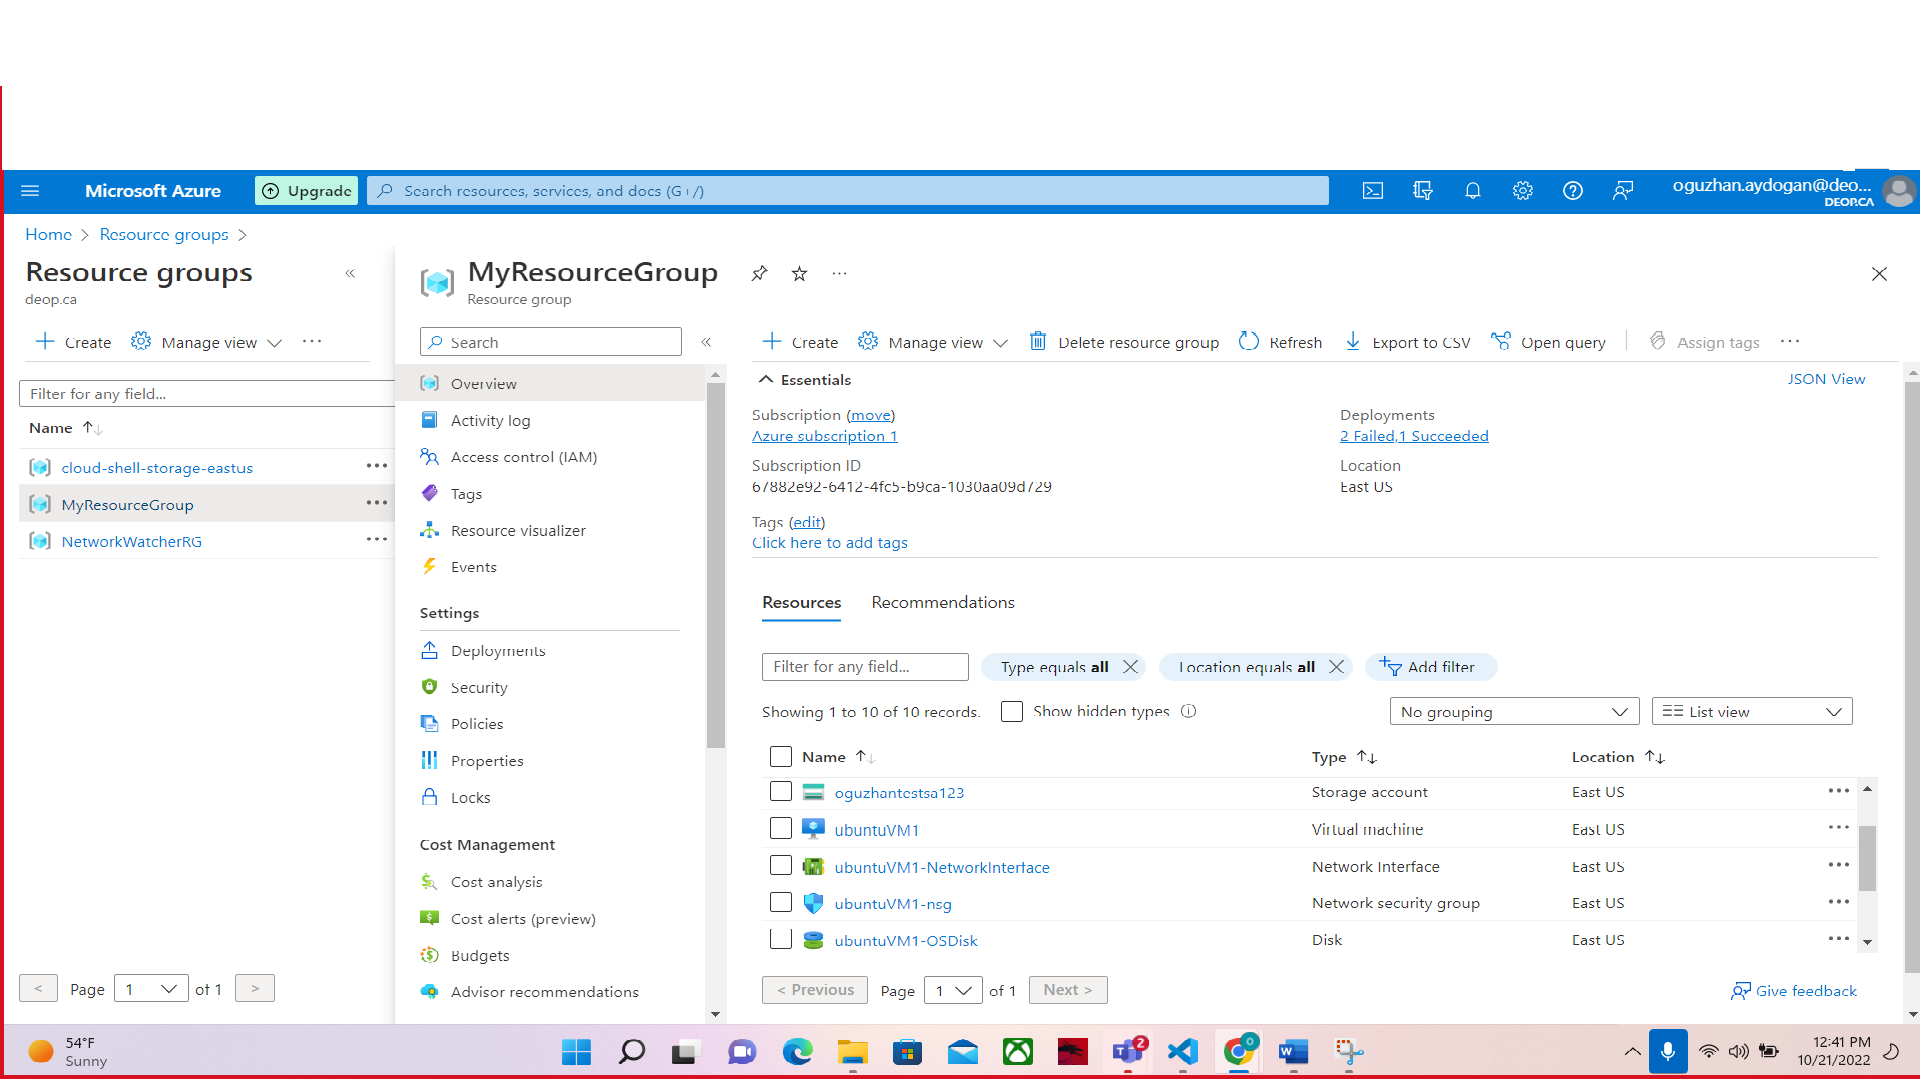 Microsoft Azure
Upgrade
Search resources, services, and docs (G+/)
oguzhan.aydogan@deo...
DEOP.CA
Home > Resource groups >
Resource groups
deop.ca
Create
Manage view
Filter for any field...
Name
cloud-shell-storage-eastus
MyResourceGroup
NetworkWatcherRG
< Page 1 of 1 >
MyResourceGroup
Resource group
Search
Overview
Activity log
Access control (IAM)
Tags
Resource visualizer
Events
Settings
Deployments
Security
Policies
Properties
Locks
Cost Management
Cost analysis
Cost alerts (preview)
Budgets
Advisor recommendations
Create Manage view Delete resource group Refresh Export to CSV Open query Assign tags
Essentials
JSON View
Subscription (move)
Azure subscription 1
Subscription ID
67882e92-6412-4fc5-b9ca-1030aa09d729
Tags (edit)
Click here to add tags
Deployments
2 Failed,1 Succeeded
Location
East US
Resources Recommendations
Filter for any field... Type equals all Location equals all Add filter
Showing 1 to 10 of 10 records. Show hidden types No grouping List view
Name Type Location
oguzhantestsa123 Storage account East US
ubuntuVM1 Virtual machine East US
ubuntuVM1-NetworkInterface Network Interface East US
ubuntuVM1-nsg Network security group East US
ubuntuVM1-OSDisk Disk East US
< Previous Page 1 of 1 Next >
Give feedback
54°F
Sunny
2
12:41 PM
10/21/2022